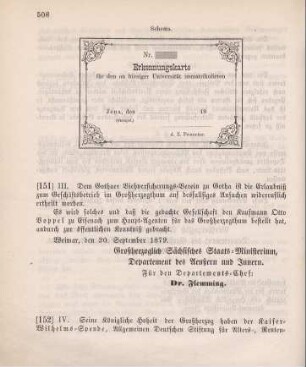 508
Schema.
Nr.
Erkennungskarte
für den an hiesiger Universität immatrikulirten
Jena, den 18
(Stempel.)
d. Z. Prorector.
[151] III. Dem Gothaer Viehversicherungs-Verein zu Gotha ist die Erlaubniß
zum Geschäftsbetrieb im Großherzogthum auf desfallsiges Ansuchen widerruflich
ertheilt worden.
Es wird solches und daß die gedachte Gesellschaft den Kaufmann Otto
Boppel zu Eisenach zum Haupt-Agenten für das Großherzogthum bestellt hat,
andurch zur öffentlichen Kenntniß gebracht.
Weimar, den 20. September 1879.
Großherzoglich Sächsisches Staats-Ministerium,
Departement des Aeußern und Innern.
Für den Departements-Chef:
Dr. Flemming.
[152] IV. Seine Königliche Hoheit der Großherzog haben der Kaiser-
Wilhelms-Spende, Allgemeinen Deutschen Stiftung für Alters-, Renten-